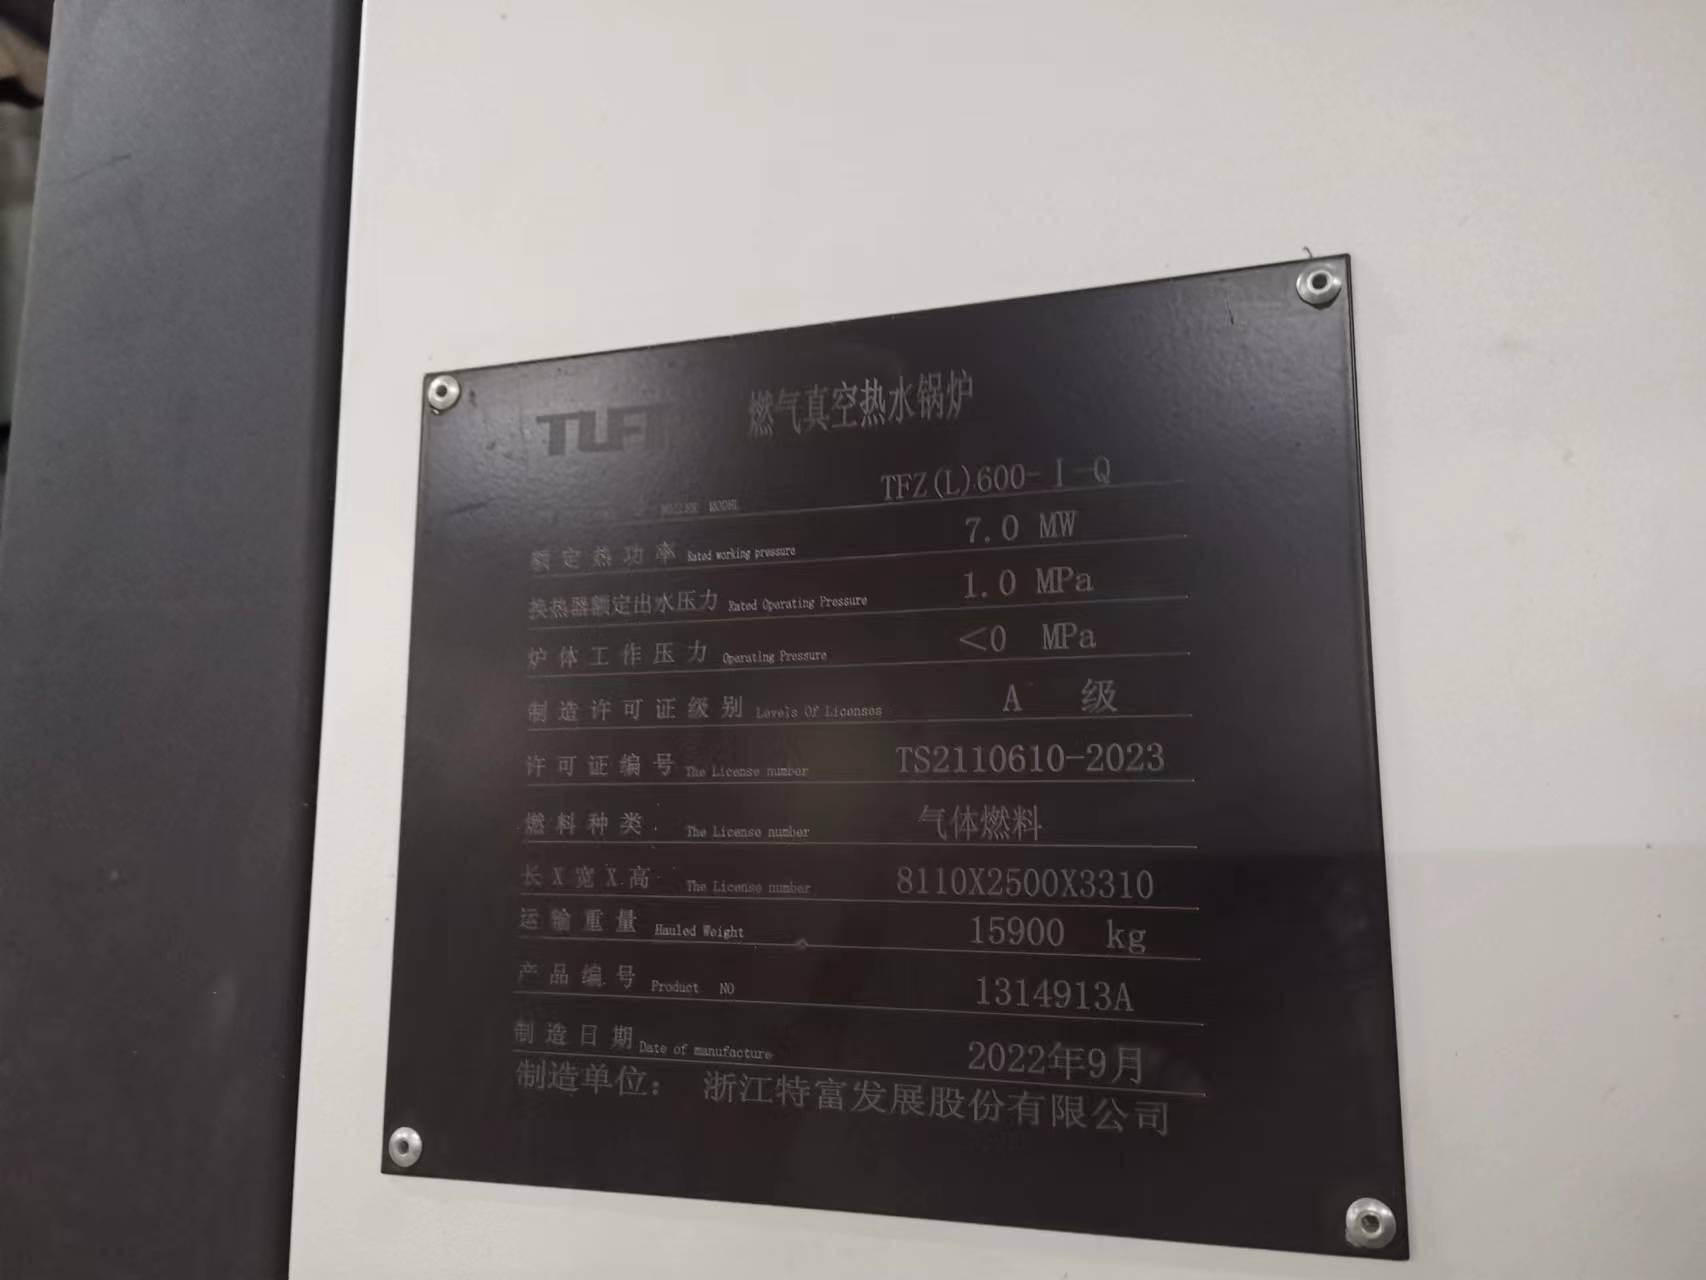 TUFT 燃气真空热水锅炉
BOILER MODEL TFZ(L)600-I-Q
额定热功率 Rated working pressure 7.0 MW
换热器额定出水压力 Rated Operating Pressure 1.0 MPa
炉体工作压力 Operating Pressure <0 MPa
制造许可证级别 Levels Of Licenses A 级
许可证编号 The License number TS2110610-2023
燃料种类 The License number 气体燃料
长X宽X高 The License number 8110X2500X3310
运输重量 Hauled Weight 15900 kg
产品编号 Product NO 1314913A
制造日期 Date of manufacture 2022年9月
制造单位： 浙江特富发展股份有限公司